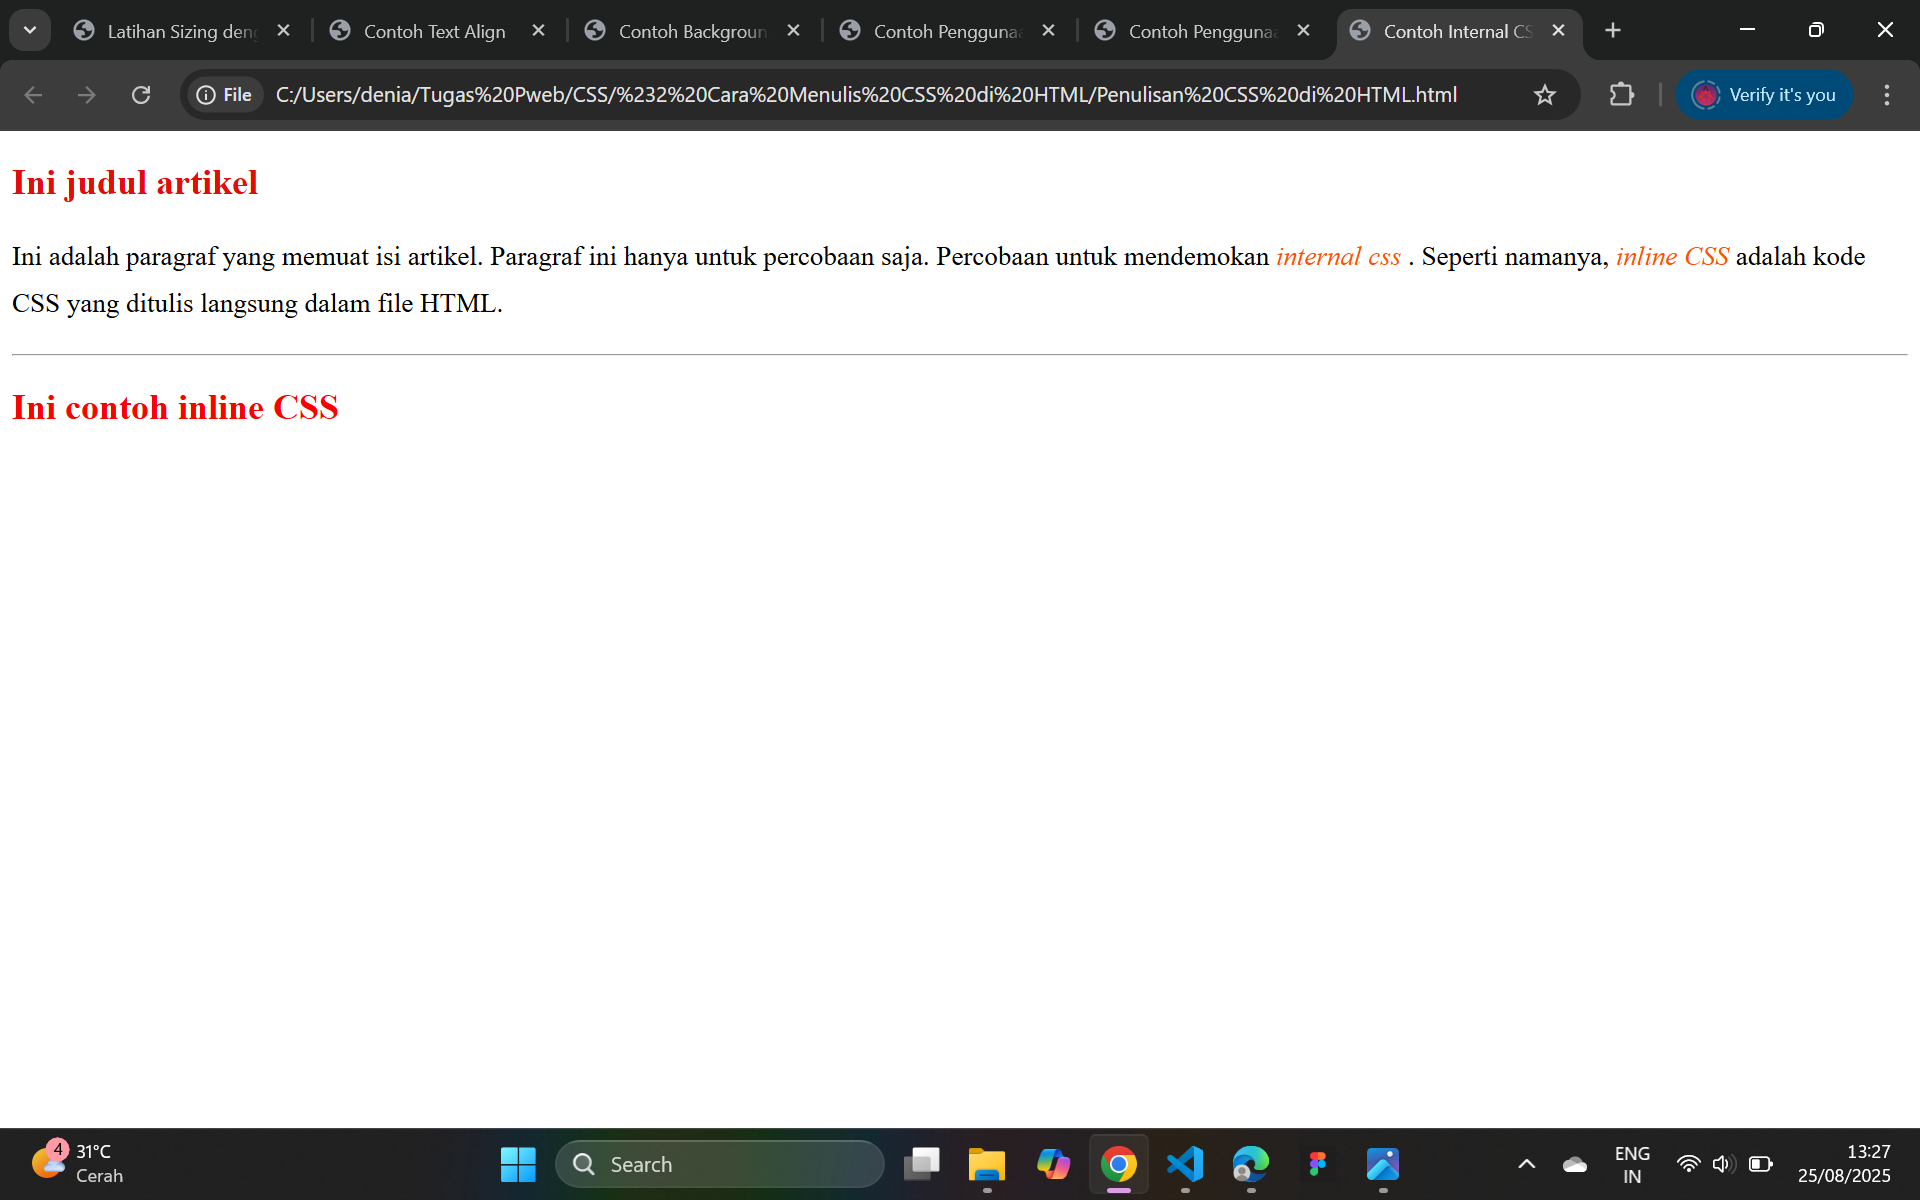 Latihan Sizing den
Contoh Text Align
Contoh Backgroun
Contoh Pengguna
Contoh Pengguna
Contoh Internal CS
File
C:/Users/denia/Tugas%20Pweb/CSS/%232%20Cara%20Menulis%20CSS%20di%20HTML/Penulisan%20CSS%20di%20HTML.html
Verify it's you
Ini judul artikel
Ini adalah paragraf yang memuat isi artikel. Paragraf ini hanya untuk percobaan saja. Percobaan untuk mendemokan internal css . Seperti namanya, inline CSS adalah kode
CSS yang ditulis langsung dalam file HTML.
Ini contoh inline CSS
4
31°C
Cerah
Search
ENG
IN
13:27
25/08/2025